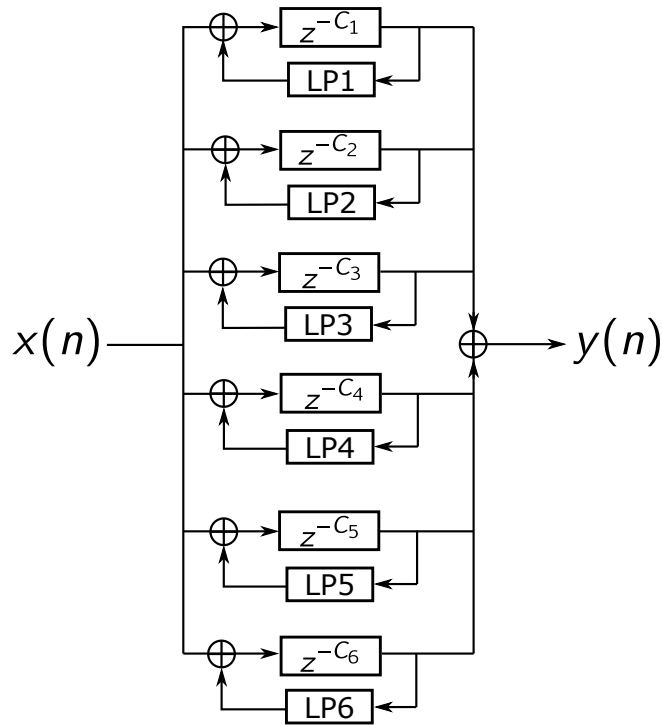 z^{-C_1}
LP1
z^{-C_2}
LP2
z^{-C_3}
LP3
x(n)
y(n)
z^{-C_4}
LP4
z^{-C_5}
LP5
z^{-C_6}
LP6